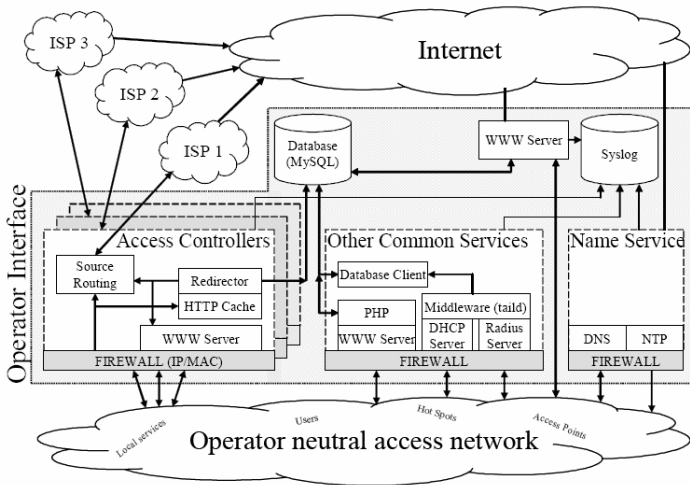 ISP 3
Internet
ISP 2
ISP 1
Database
(MySQL)
WWW Server
Syslog
Operator Interface
Access Controllers
Source
Routing
Redirector
HTTP Cache
WWW Server
FIREWALL (IP/MAC)
Other Common Services
Database Client
PHP
WWW Server
Middleware (taild)
DHCP
Server
Radius
Server
FIREWALL
Name Service
DNS
NTP
FIREWALL
Local services
Users
Hot Spots
Access Points
Operator neutral access network